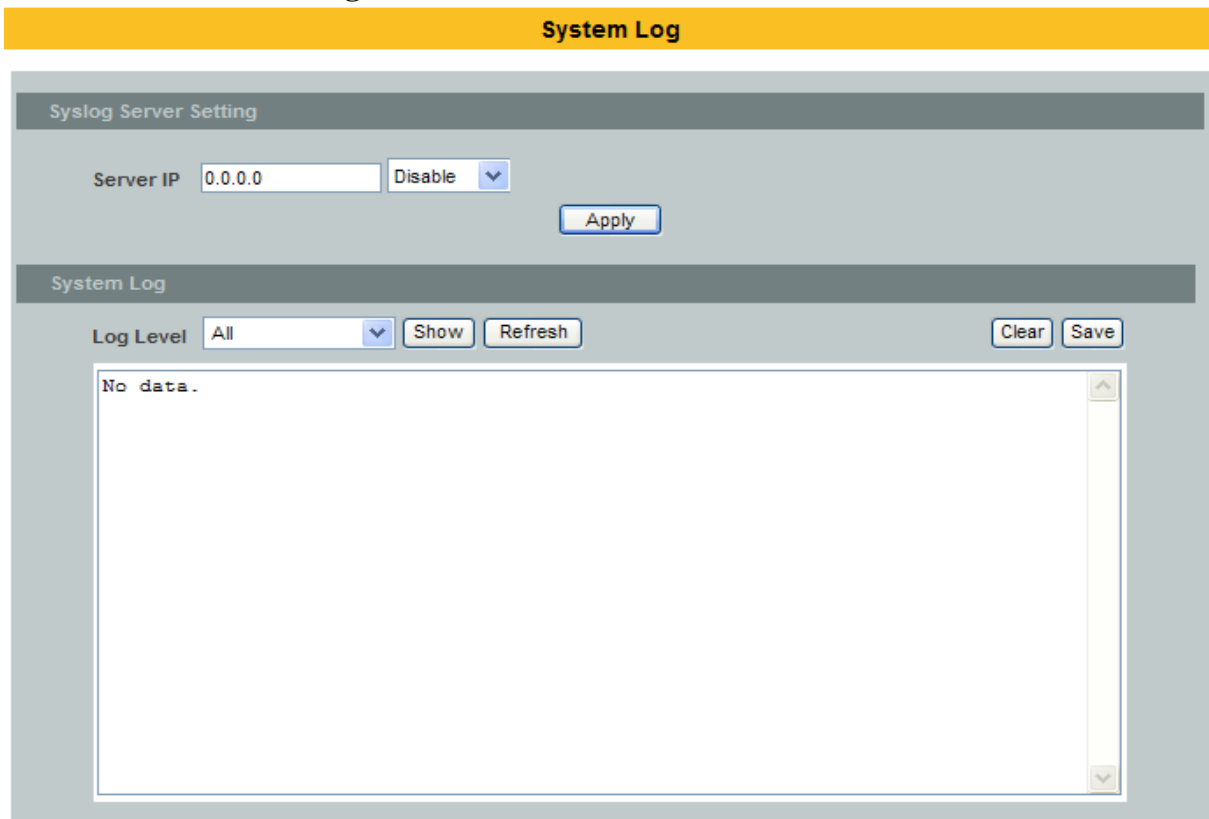 System Log
Syslog Server Setting
Server IP 0.0.0.0 Disable
Apply
System Log
Log Level All Show Refresh Clear Save
No data.